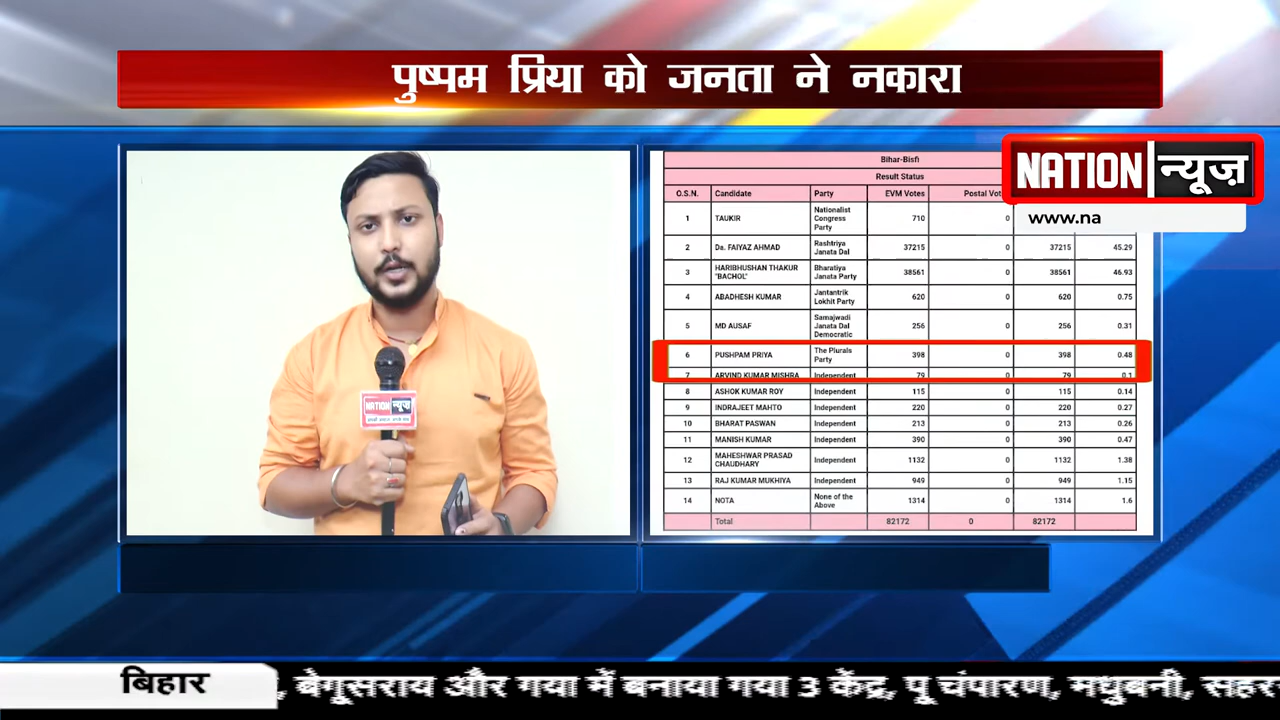 पुष्पम प्रिया को जनता ने नकारा
NATION न्यूज़
www.na
NATION न्यूज़
Bihar-Bisfi
Result Status
O.S.N. Candidate Party EVM Votes Postal Vot
1 TAUKIR Nationalist Congress Party 710 0
2 Da. FAIYAZ AHMAD Rashtriya Janata Dal 37215 0 37215 45.29
3 HARIBHUSHAN THAKUR "BACHOL" Bharatiya Janata Party 38561 0 38561 46.93
4 ABADHESH KUMAR Jantantrik Lokhit Party 620 0 620 0.75
5 MD AUSAF Samajwadi Janata Dal Democratic 256 0 256 0.31
6 PUSHPAM PRIYA The Plurals Party 398 0 398 0.48
7 ARVIND KUMAR MISHRA Independent 79 0 79 0.1
8 ASHOK KUMAR ROY Independent 115 0 115 0.14
9 INDRAJEET MAHTO Independent 220 0 220 0.27
10 BHARAT PASWAN Independent 213 0 213 0.26
11 MANISH KUMAR Independent 390 0 390 0.47
12 MAHESHWAR PRASAD CHAUDHARY Independent 1132 0 1132 1.38
13 RAJ KUMAR MUKHIYA Independent 949 0 949 1.15
14 NOTA None of the Above 1314 0 1314 1.6
Total 82172 0 82172
बिहार , बेगूसराय और गया में बनाया गया 3 केंद्र, पू चंपारण, मधुबनी, सहर